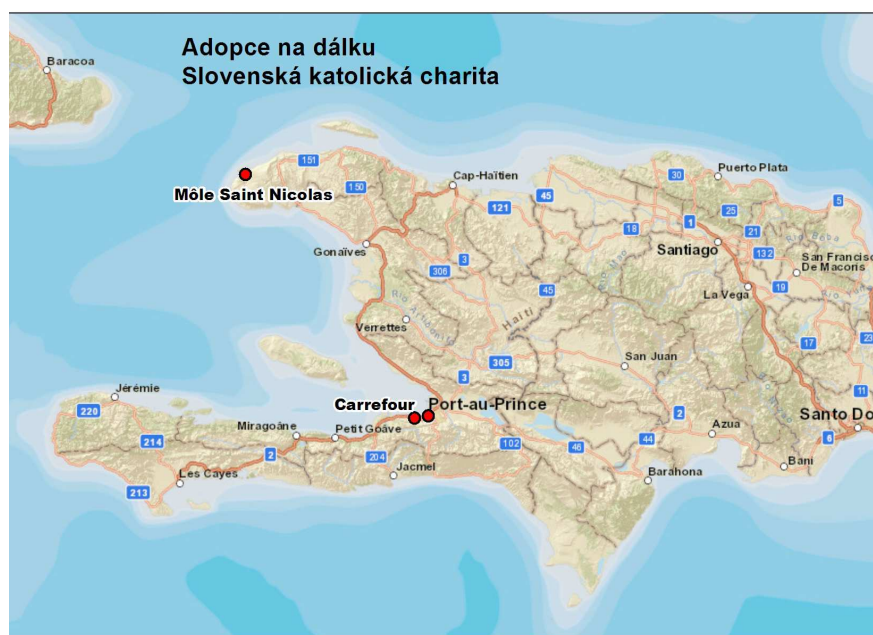 Adopce na dálku
Slovenská katolická charita
Baracoa
151
Môle Saint Nicolas
150
Cap-Haïtien
121
45
30
Puerto Plata
5
25
1
21
18
132
Santiago
San Francisco
De Macoris
Gonaïves
3
306
45
La Vega
19
Verrettes
Haïti
17
23
305
San Juan
3
Jérémie
220
Carrefour
Port-au-Prince
11
2
Santo Do
Miragoâne
Petit Goâve
214
2
204
102
46
44
Azua
6
Les Cayes
213
Jacmel
Barahona
Bani